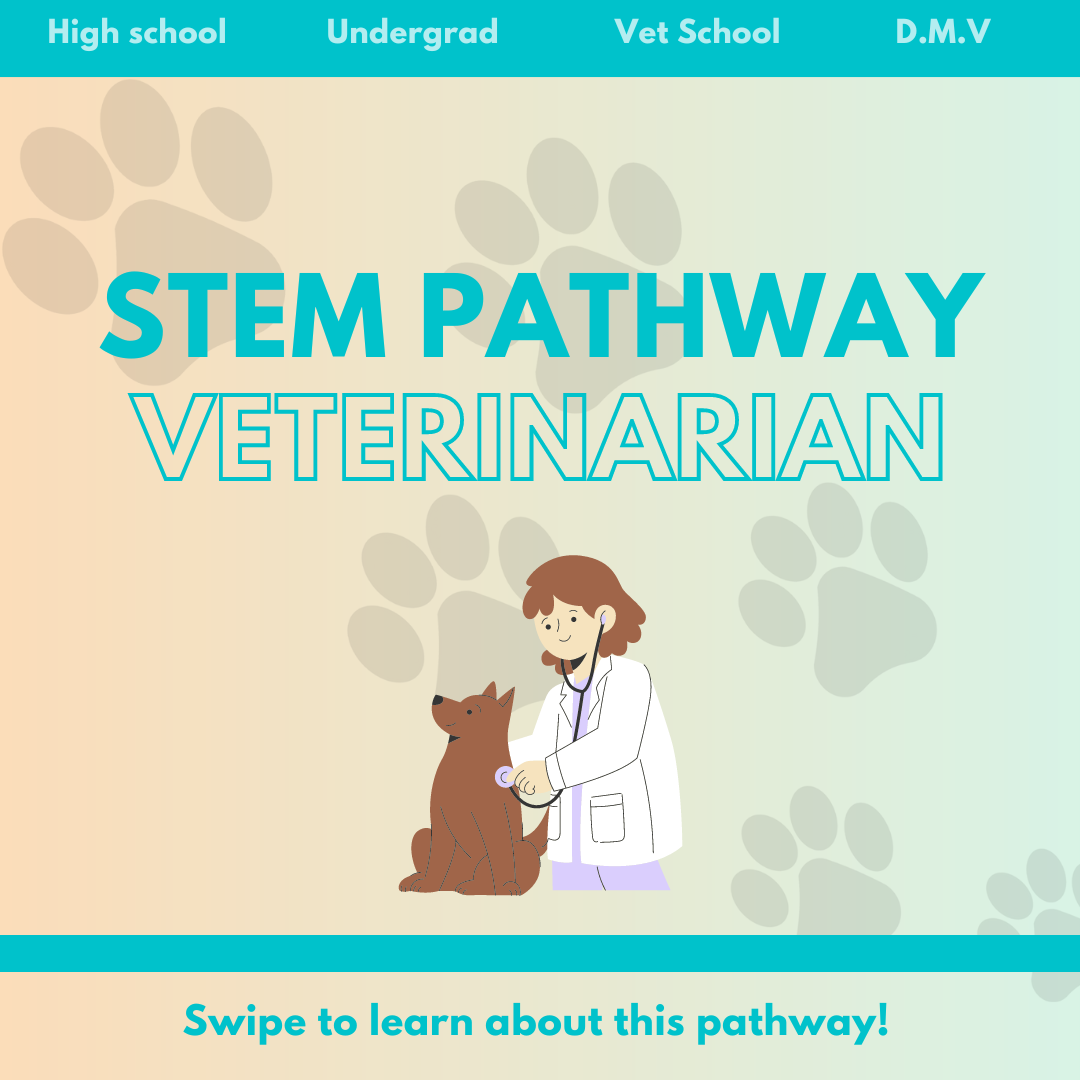 High school Undergrad Vet School D.M.V
STEM PATHWAY
VETERINARIAN
Swipe to learn about this pathway!